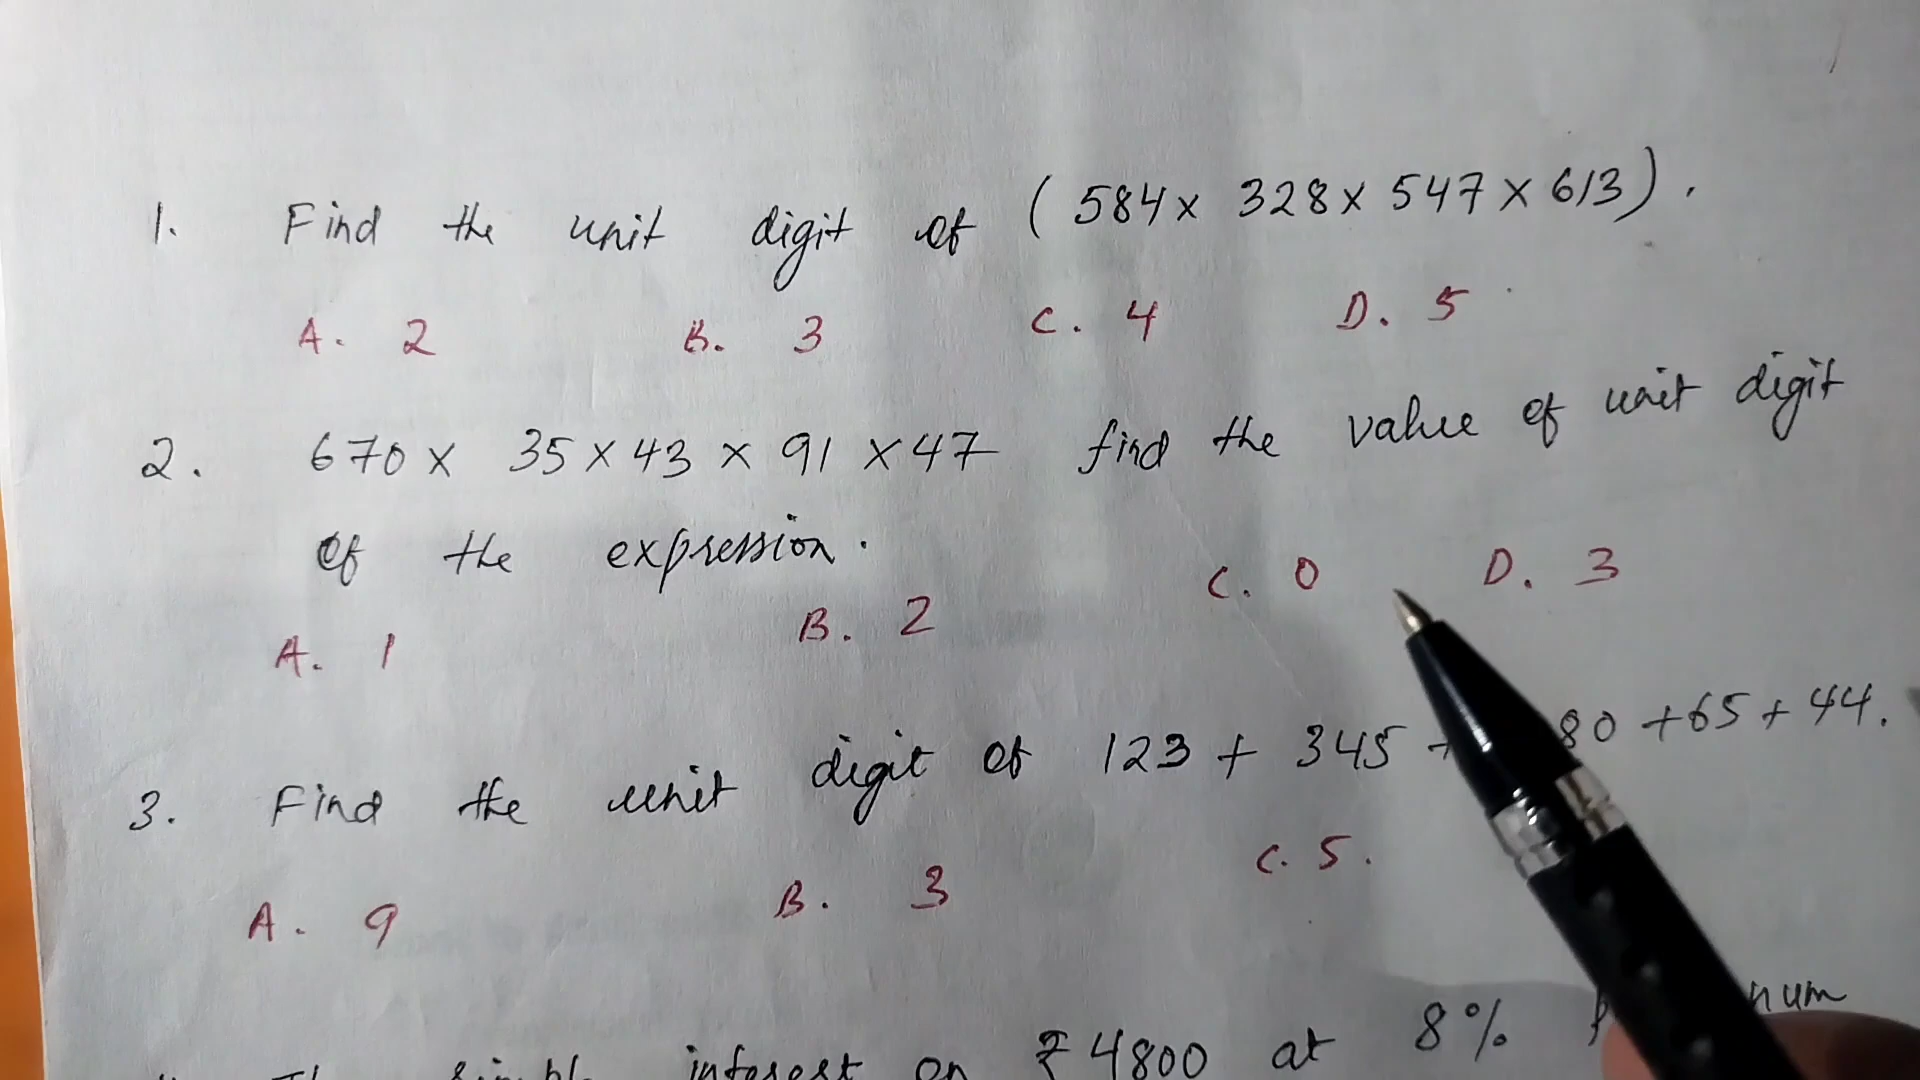 1. Find the unit digit of (584 x 328 x 547 x 613).
A. 2 B. 3 C. 4 D. 5
2. 670 x 35 x 43 x 91 x 47 find the value of unit digit
of the expression.
A. 1 B. 2 C. 0 D. 3
3. Find the unit digit of 123 + 345 + 80 + 65 + 44.
A. 9 B. 3 C. 5.
interest on ₹4800 at 8%